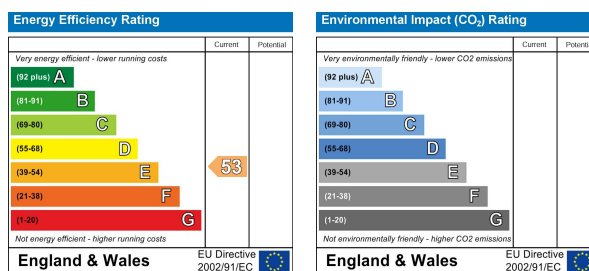 Energy Efficiency Rating
Current Potential
Very energy efficient - lower running costs
(92 plus) A
(81-91) B
(69-80) C
(55-68) D
(39-54) E
53
(21-38) F
(1-20) G
Not energy efficient - higher running costs
England & Wales
EU Directive
2002/91/EC
Environmental Impact (CO₂) Rating
Current Potential
Very environmentally friendly - lower CO2 emissions
(92 plus) A
(81-91) B
(69-80) C
(55-68) D
(39-54) E
(21-38) F
(1-20) G
Not environmentally friendly - higher CO2 emissions
England & Wales
EU Directive
2002/91/EC